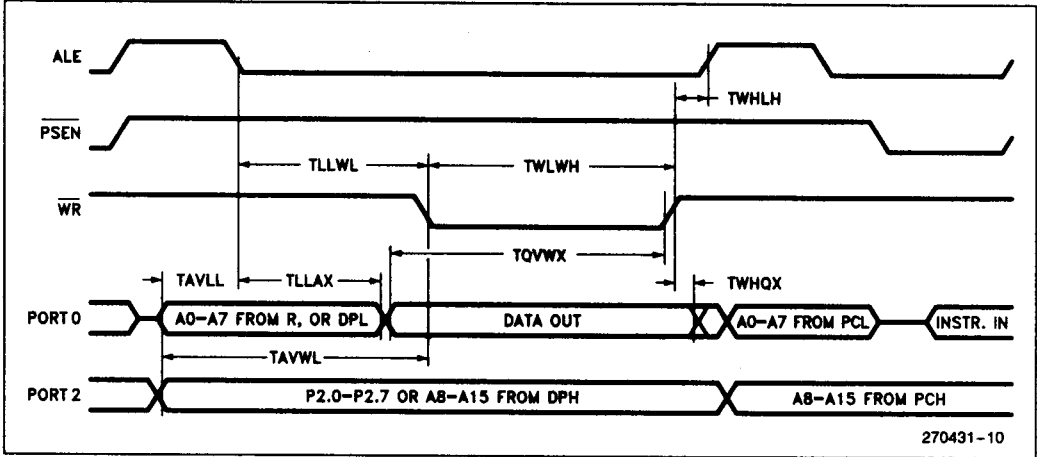 ALE
TWHLH
PSEN
TLLWL
TWLWH
WR
TQVWX
TAVLL
TLLAX
TWHQX
PORT 0
A0–A7 FROM R, OR DPL
DATA OUT
A0–A7 FROM PCL
INSTR. IN
TAVWL
PORT 2
P2.0–P2.7 OR A8–A15 FROM DPH
A8–A15 FROM PCH
270431–10